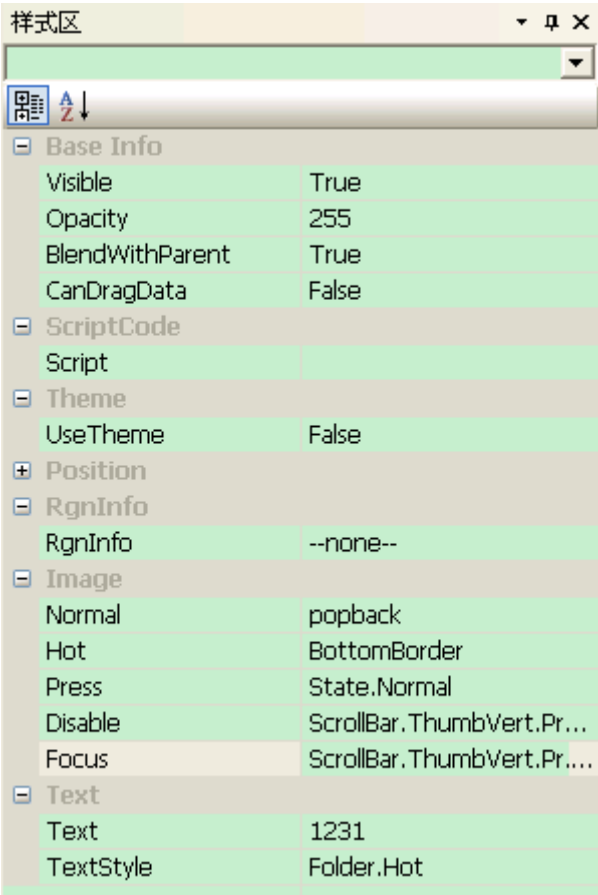 样式区
A
Z
Base Info
Visible True
Opacity 255
BlendWithParent True
CanDragData False
ScriptCode
Script
Theme
UseTheme False
Position
RgnInfo
RgnInfo --none--
Image
Normal popback
Hot BottomBorder
Press State.Normal
Disable ScrollBar.ThumbVert.Pr...
Focus ScrollBar.ThumbVert.Pr....
Text
Text 1231
TextStyle Folder.Hot